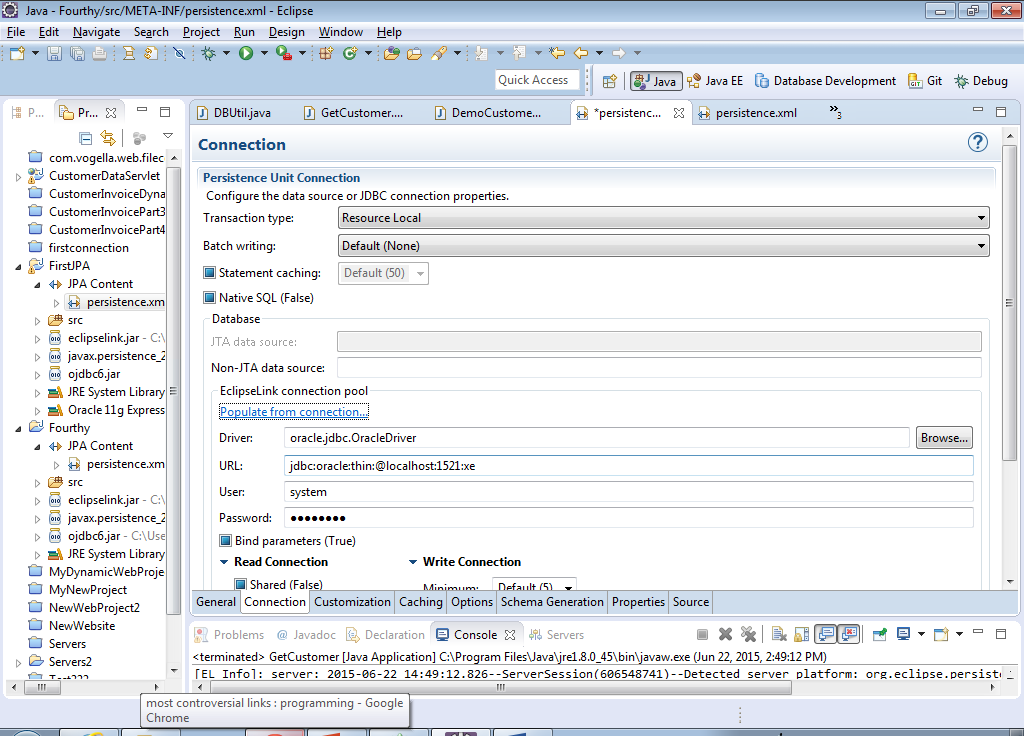 Java - Fourthy/src/META-INF/persistence.xml - Eclipse
File Edit Navigate Search Project Run Design Window Help
Quick Access
Java
Java EE
Database Development
Git
Debug
P...
Pr...
com.vogella.web.filec
CustomerDataServlet
CustomerInvoiceDyna
CustomerInvoicePart3
CustomerInvoicePart4
firstconnection
FirstJPA
JPA Content
persistence.xm
src
eclipselink.jar - C:\
javax.persistence_2
ojdbc6.jar
JRE System Library
Oracle 11g Express
Fourthy
JPA Content
persistence.xm
src
eclipselink.jar - C:\
javax.persistence_2
ojdbc6.jar - C:\Use
JRE System Library
MyDynamicWebProje
MyNewProject
NewWebProject2
NewWebsite
Servers
Servers2
Test222
DBUtil.java
GetCustomer....
DemoCustome...
*persistenc...
persistence.xml
»3
Connection
Persistence Unit Connection
Configure the data source or JDBC connection properties.
Transaction type: Resource Local
Batch writing: Default (None)
Statement caching: Default (50)
Native SQL (False)
Database
JTA data source:
Non-JTA data source:
EclipseLink connection pool
Populate from connection...
Driver: oracle.jdbc.OracleDriver Browse...
URL: jdbc:oracle:thin:@localhost:1521:xe
User: system
Password: ●●●●●●●●
Bind parameters (True)
Read Connection Write Connection
Shared (False) Minimum: Default (5)
General Connection Customization Caching Options Schema Generation Properties Source
Problems @ Javadoc Declaration Console Servers
<terminated> GetCustomer [Java Application] C:\Program Files\Java\jre1.8.0_45\bin\javaw.exe (Jun 22, 2015, 2:49:12 PM)
[EL Info]: server: 2015-06-22 14:49:12.826--ServerSession(606548741)--Detected server platform: org.eclipse.persiste
most controversial links : programming - Google
Chrome